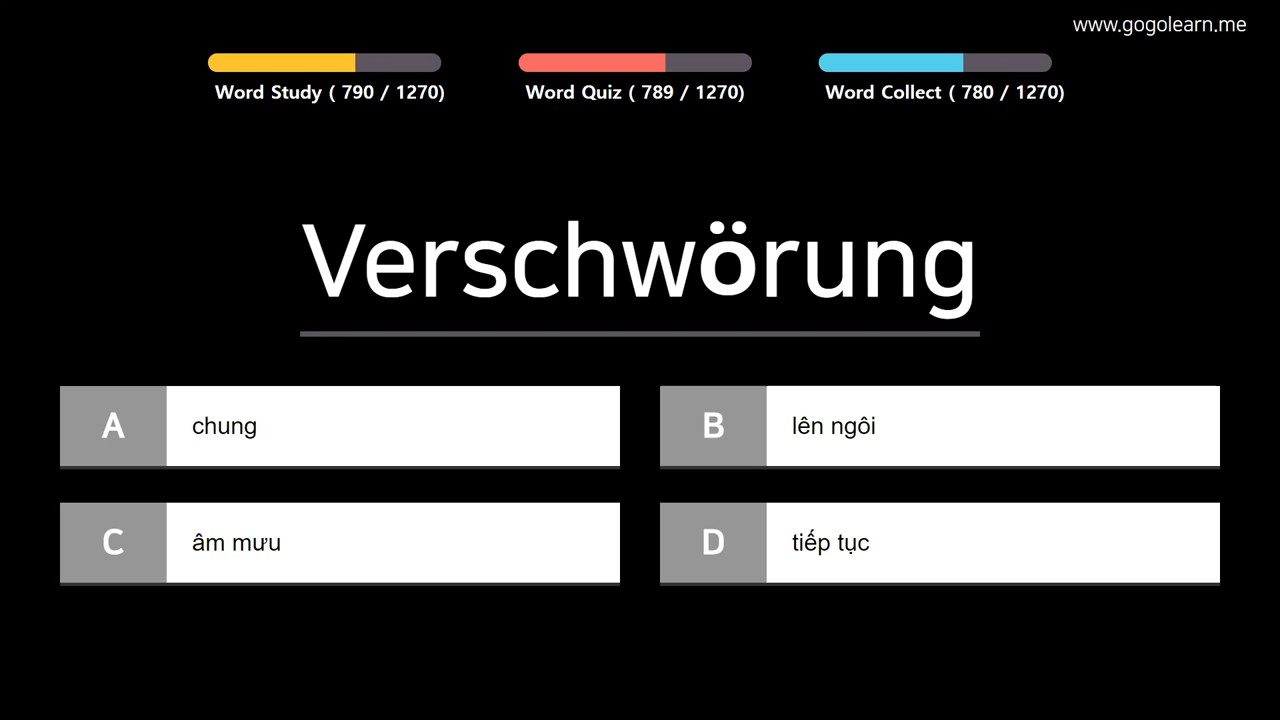 www.gogolearn.me
Word Study ( 790 / 1270)
Word Quiz ( 789 / 1270)
Word Collect ( 780 / 1270)
Verschwörung
A chung
B lên ngôi
C âm mưu
D tiếp tục